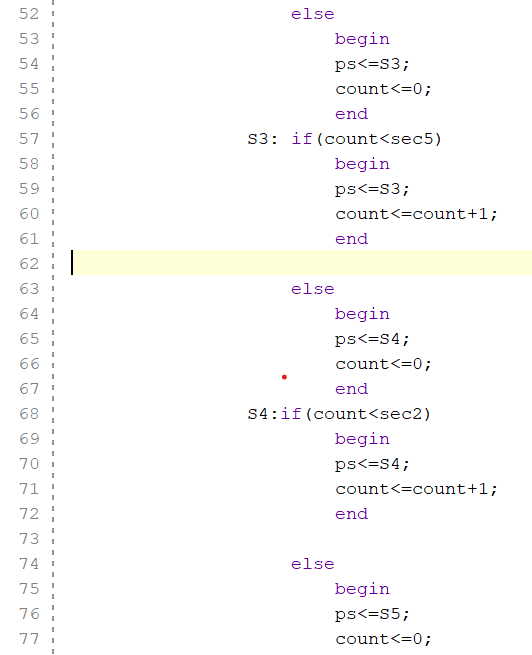 52 else
53 begin
54 ps<=S3;
55 count<=0;
56 end
57 S3: if(count<sec5)
58 begin
59 ps<=S3;
60 count<=count+1;
61 end
62
63 else
64 begin
65 ps<=S4;
66 count<=0;
67 end
68 S4:if(count<sec2)
69 begin
70 ps<=S4;
71 count<=count+1;
72 end
73
74 else
75 begin
76 ps<=S5;
77 count<=0;